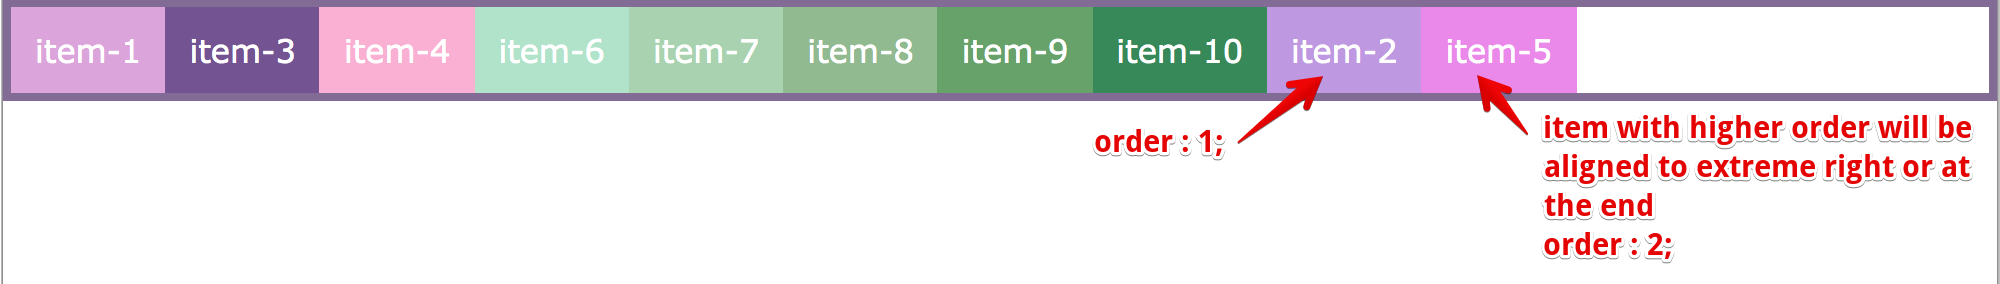 item-1 item-3 item-4 item-6 item-7 item-8 item-9 item-10 item-2 item-5
order : 1;
item with higher order will be
aligned to extreme right or at
the end
order : 2;